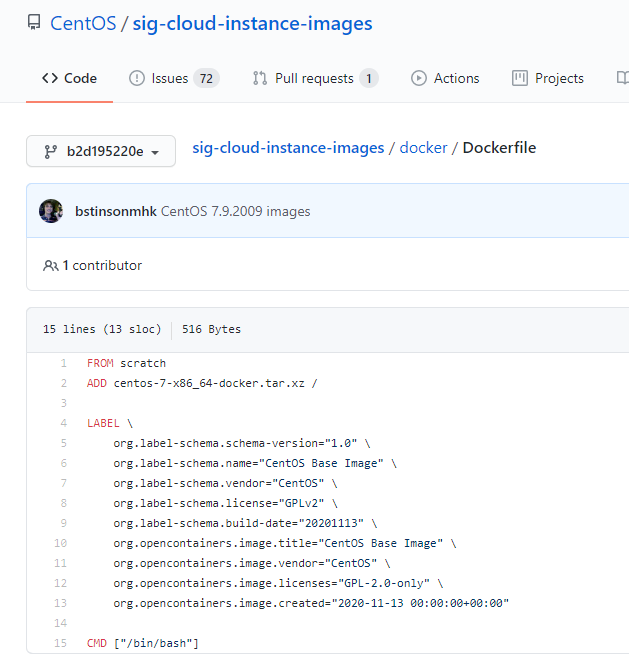 CentOS / sig-cloud-instance-images
Code Issues 72 Pull requests 1 Actions Projects
b2d195220e sig-cloud-instance-images / docker / Dockerfile
bstinsonmhk CentOS 7.9.2009 images
1 contributor
15 lines (13 sloc) 516 Bytes
1 FROM scratch
2 ADD centos-7-x86_64-docker.tar.xz /
3
4 LABEL \
5 org.label-schema.schema-version="1.0" \
6 org.label-schema.name="CentOS Base Image" \
7 org.label-schema.vendor="CentOS" \
8 org.label-schema.license="GPLv2" \
9 org.label-schema.build-date="20201113" \
10 org.opencontainers.image.title="CentOS Base Image" \
11 org.opencontainers.image.vendor="CentOS" \
12 org.opencontainers.image.licenses="GPL-2.0-only" \
13 org.opencontainers.image.created="2020-11-13 00:00:00+00:00"
14
15 CMD ["/bin/bash"]